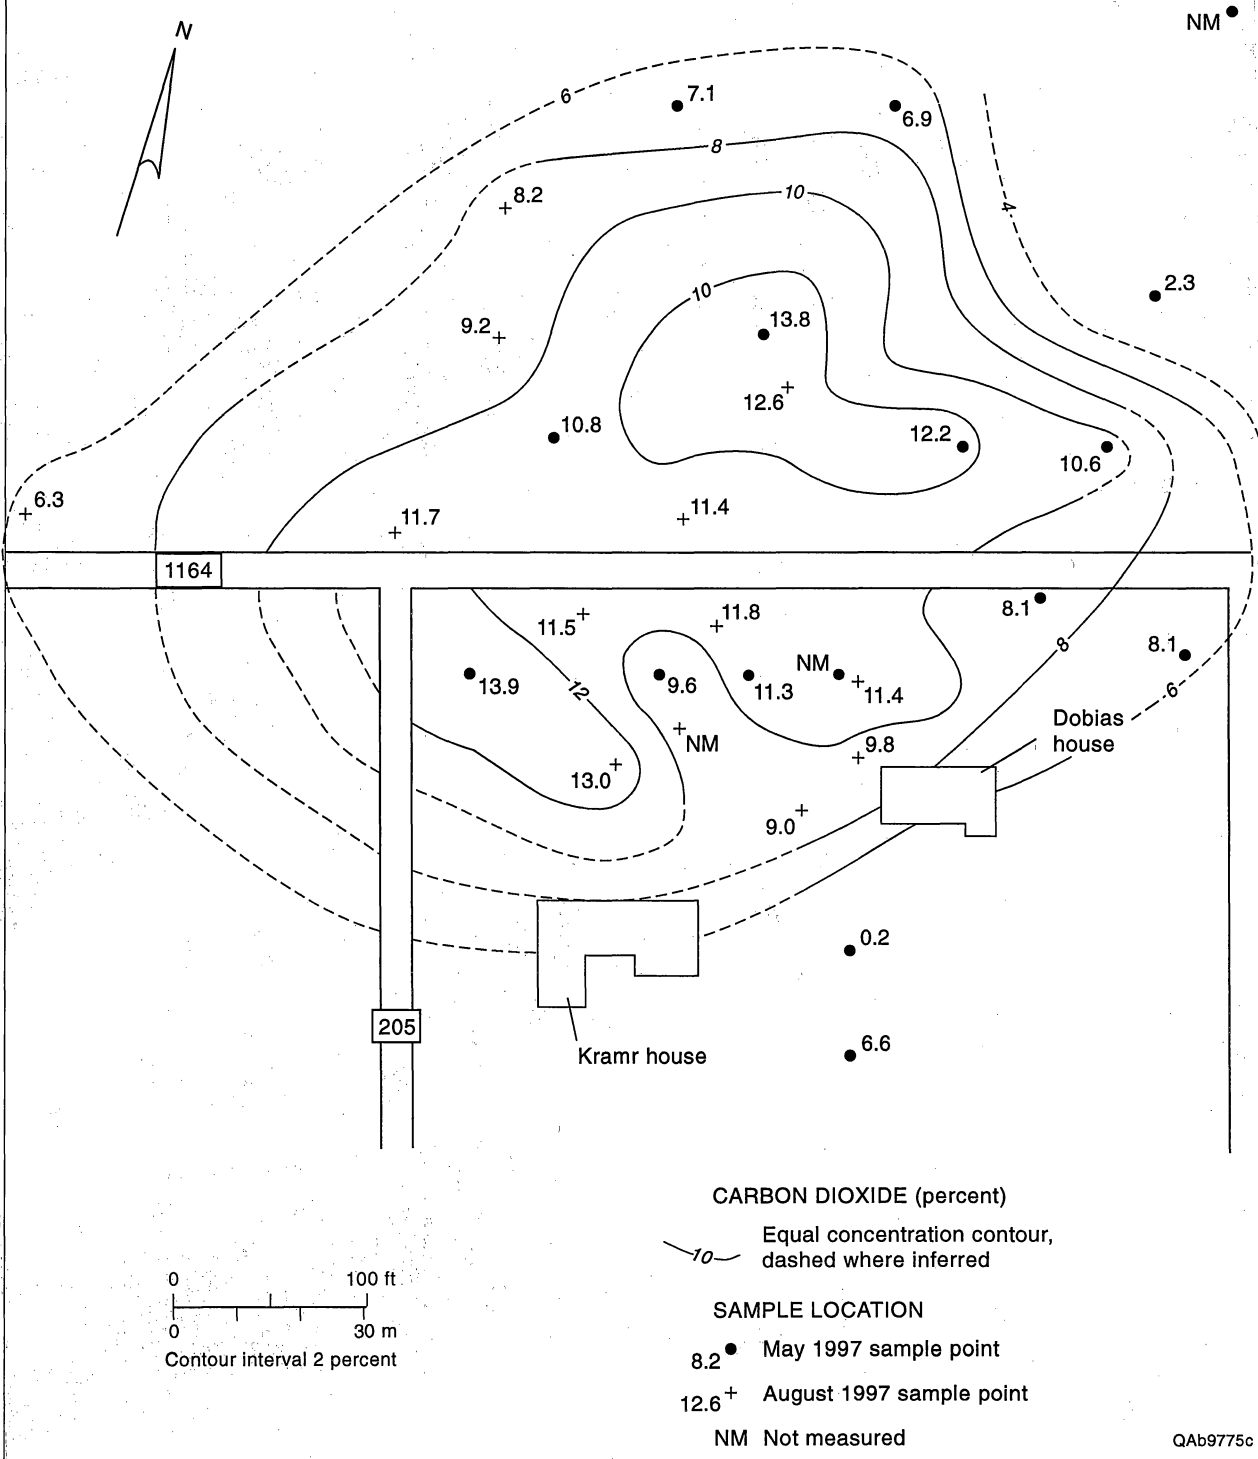 N
NM
6
7.1
6.9
8
8.2
10
4
2.3
10
9.2
13.8
12.6
10.8
12.2
10.6
6.3
11.7
11.4
1164
11.5
11.8
8.1
8
8.1
13.9
12
9.6
11.3
NM
11.4
6
NM
9.8
Dobias
house
13.0
9.0
0.2
205
Kramr house
6.6
CARBON DIOXIDE (percent)
10
Equal concentration contour,
dashed where inferred
0 100 ft
0 30 m
Contour interval 2 percent
SAMPLE LOCATION
8.2 May 1997 sample point
12.6 + August 1997 sample point
NM Not measured
QAb9775c